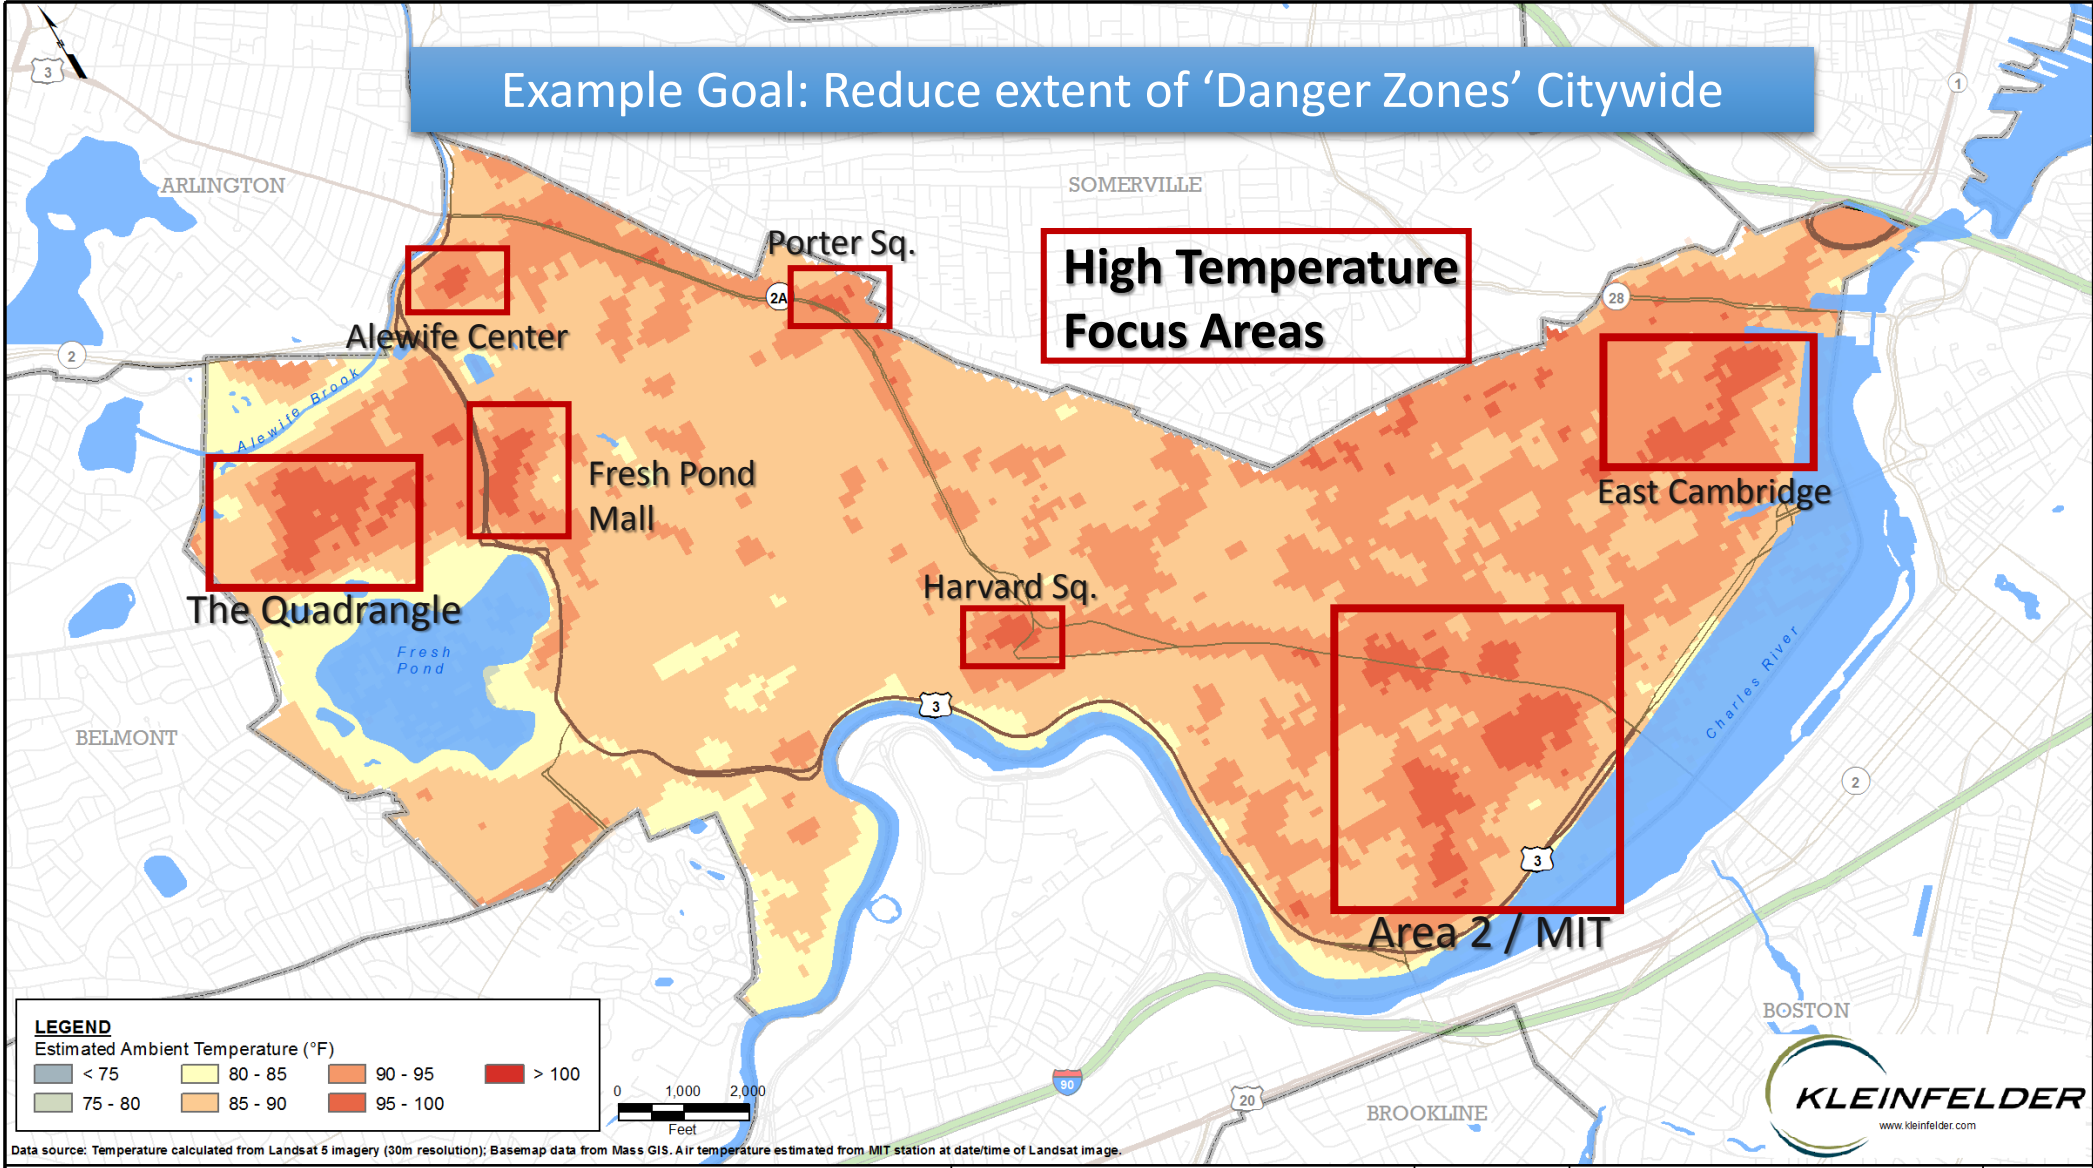 Example Goal: Reduce extent of ‘Danger Zones’ Citywide
N
3
1
ARLINGTON
SOMERVILLE
Porter Sq.
High Temperature
Focus Areas
2A
28
Alewife Center
2
Alewife Brook
Fresh Pond
Mall
East Cambridge
The Quadrangle
Harvard Sq.
Fresh
Pond
Charles River
3
BELMONT
2
3
Area 2 / MIT
BOSTON
LEGEND
Estimated Ambient Temperature (°F)
< 75
80 - 85
90 - 95
> 100
75 - 80
85 - 90
95 - 100
0 1,000 2,000
Feet
90
20
BROOKLINE
KLEINFELDER
www.kleinfelder.com
Data source: Temperature calculated from Landsat 5 imagery (30m resolution); Basemap data from Mass GIS. Air temperature estimated from MIT station at date/time of Landsat image.